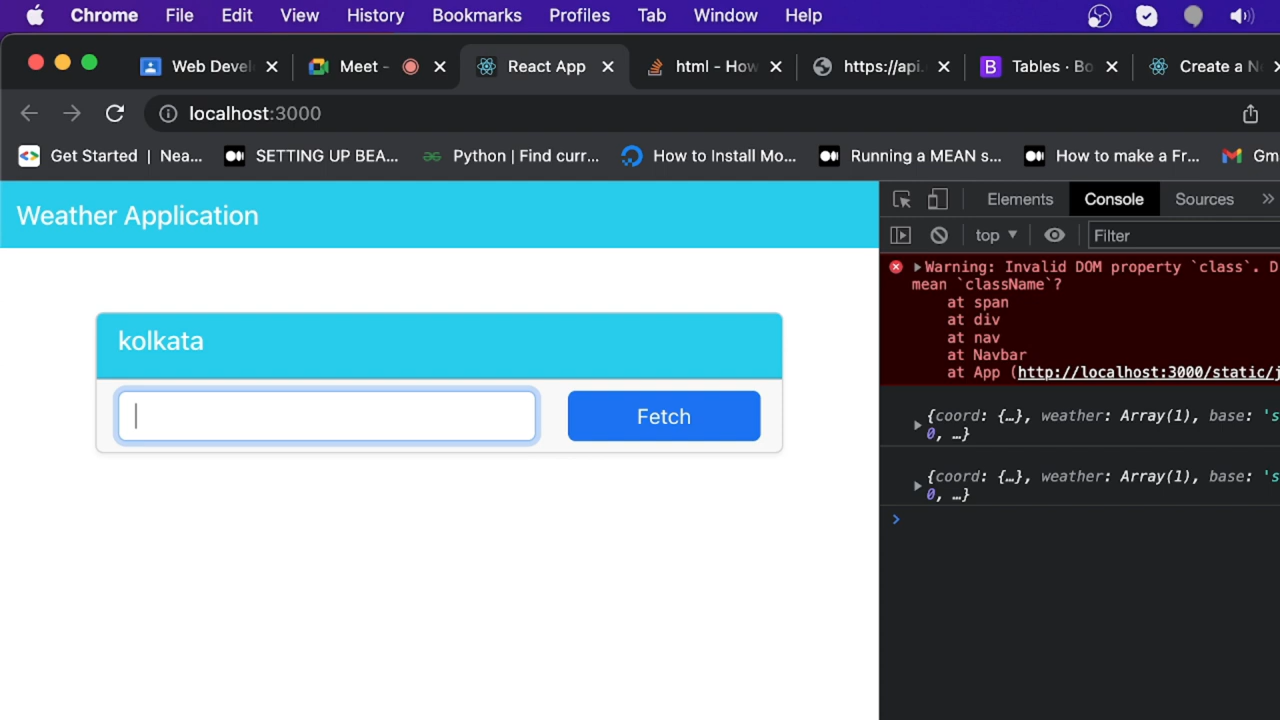 Chrome File Edit View History Bookmarks Profiles Tab Window Help
Web Devel Meet - React App html - How https://api. Tables · Bo Create a N
localhost:3000
Get Started | Nea... SETTING UP BEA... Python | Find curr... How to Install Mo... Running a MEAN s... How to make a Fr... Gm
Weather Application
kolkata
Fetch
Elements Console Sources »
top ▼ Filter
▶Warning: Invalid DOM property `class`. D
mean `className`?
at span
at div
at nav
at Navbar
at App (http://localhost:3000/static/j
▶ {coord: {…}, weather: Array(1), base: 's
0, …}
▶ {coord: {…}, weather: Array(1), base: 's
0, …}
>